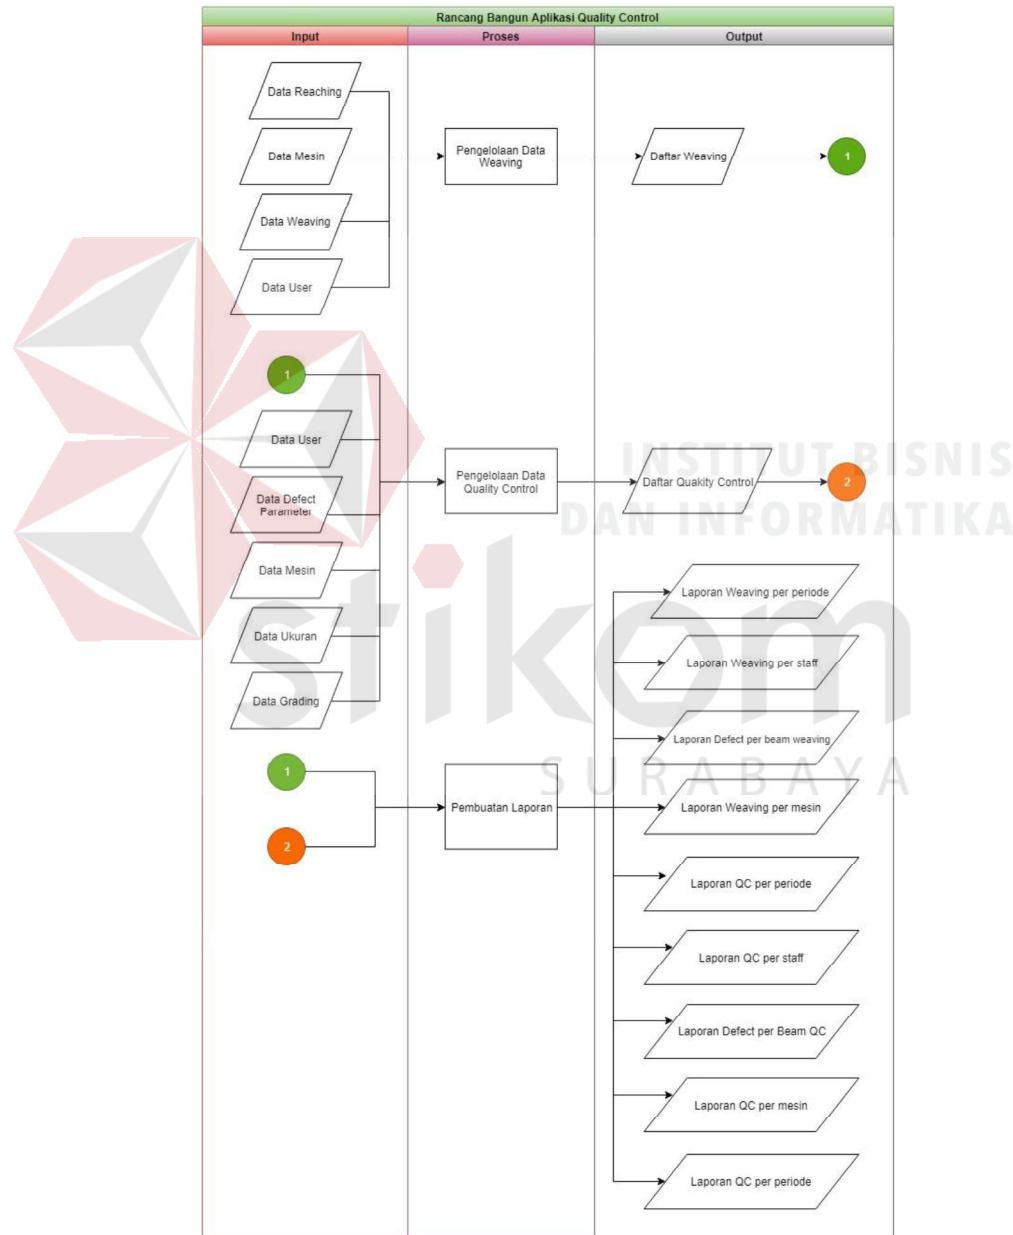 Rancang Bangun Aplikasi Quality Control
Input
Proses
Output
Data Reaching
Data Mesin
Pengelolaan Data
Weaving
Daftar Weaving
1
Data Weaving
Data User
1
Data User
Data Defect
Parameter
Pengelolaan Data
Quality Control
Daftar Quakity Control
2
Data Mesin
Data Ukuran
Data Grading
1
2
Pembuatan Laporan
Laporan Weaving per periode
Laporan Weaving per staff
Laporan Defect per beam weaving
Laporan Weaving per mesin
Laporan QC per periode
Laporan QC per staff
Laporan Defect per Beam QC
Laporan QC per mesin
Laporan QC per periode
INSTITUT BISNIS
DAN INFORMATIKA
stikom
SURABAYA